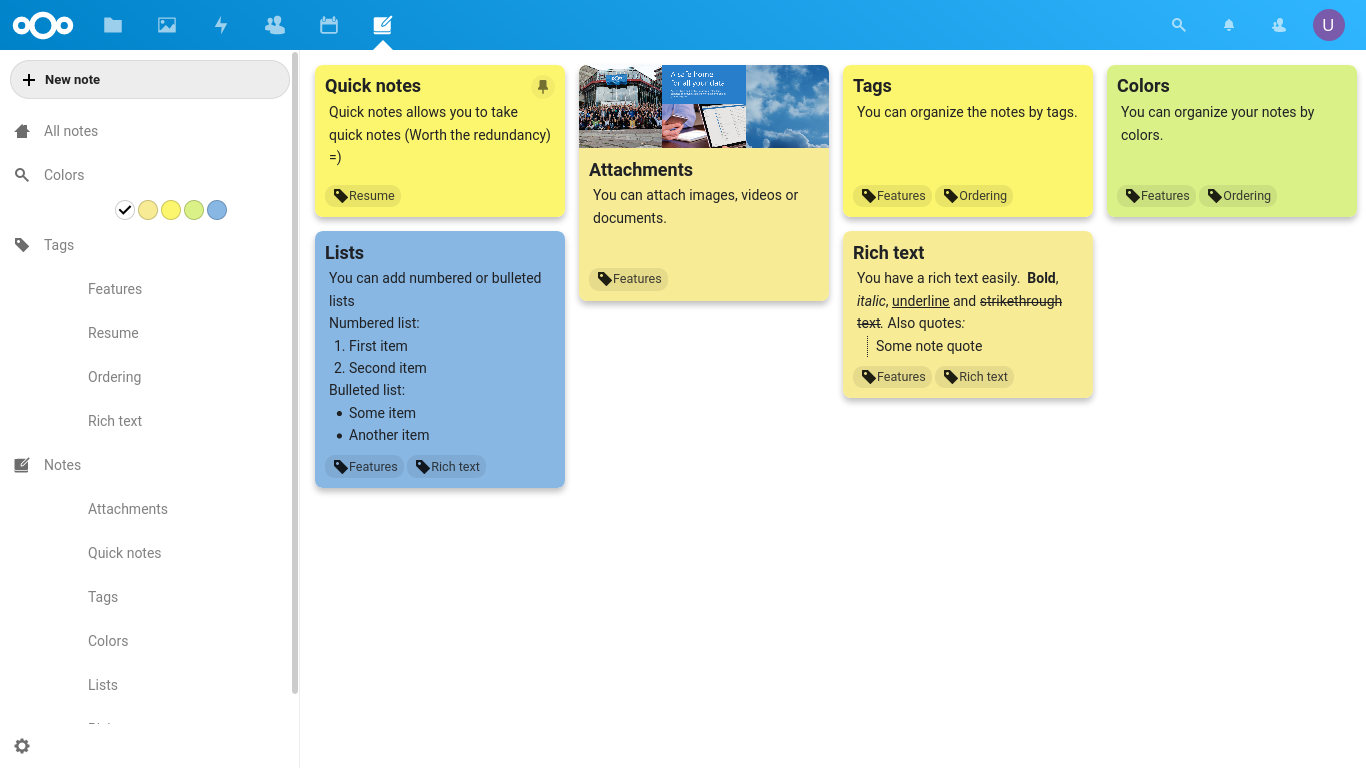 U
New note
All notes
Colors
Tags
Features
Resume
Ordering
Rich text
Notes
Attachments
Quick notes
Tags
Colors
Lists
Quick notes
Quick notes allows you to take
quick notes (Worth the redundancy)
=)
Resume
A safe home
for all your data
Attachments
You can attach images, videos or
documents.
Features
Tags
You can organize the notes by tags.
Features
Ordering
Colors
You can organize your notes by
colors.
Features
Ordering
Lists
You can add numbered or bulleted
lists
Numbered list:
1. First item
2. Second item
Bulleted list:
• Some item
• Another item
Features
Rich text
Rich text
You have a rich text easily. Bold,
italic, underline and strikethrough
text. Also quotes:
Some note quote
Features
Rich text